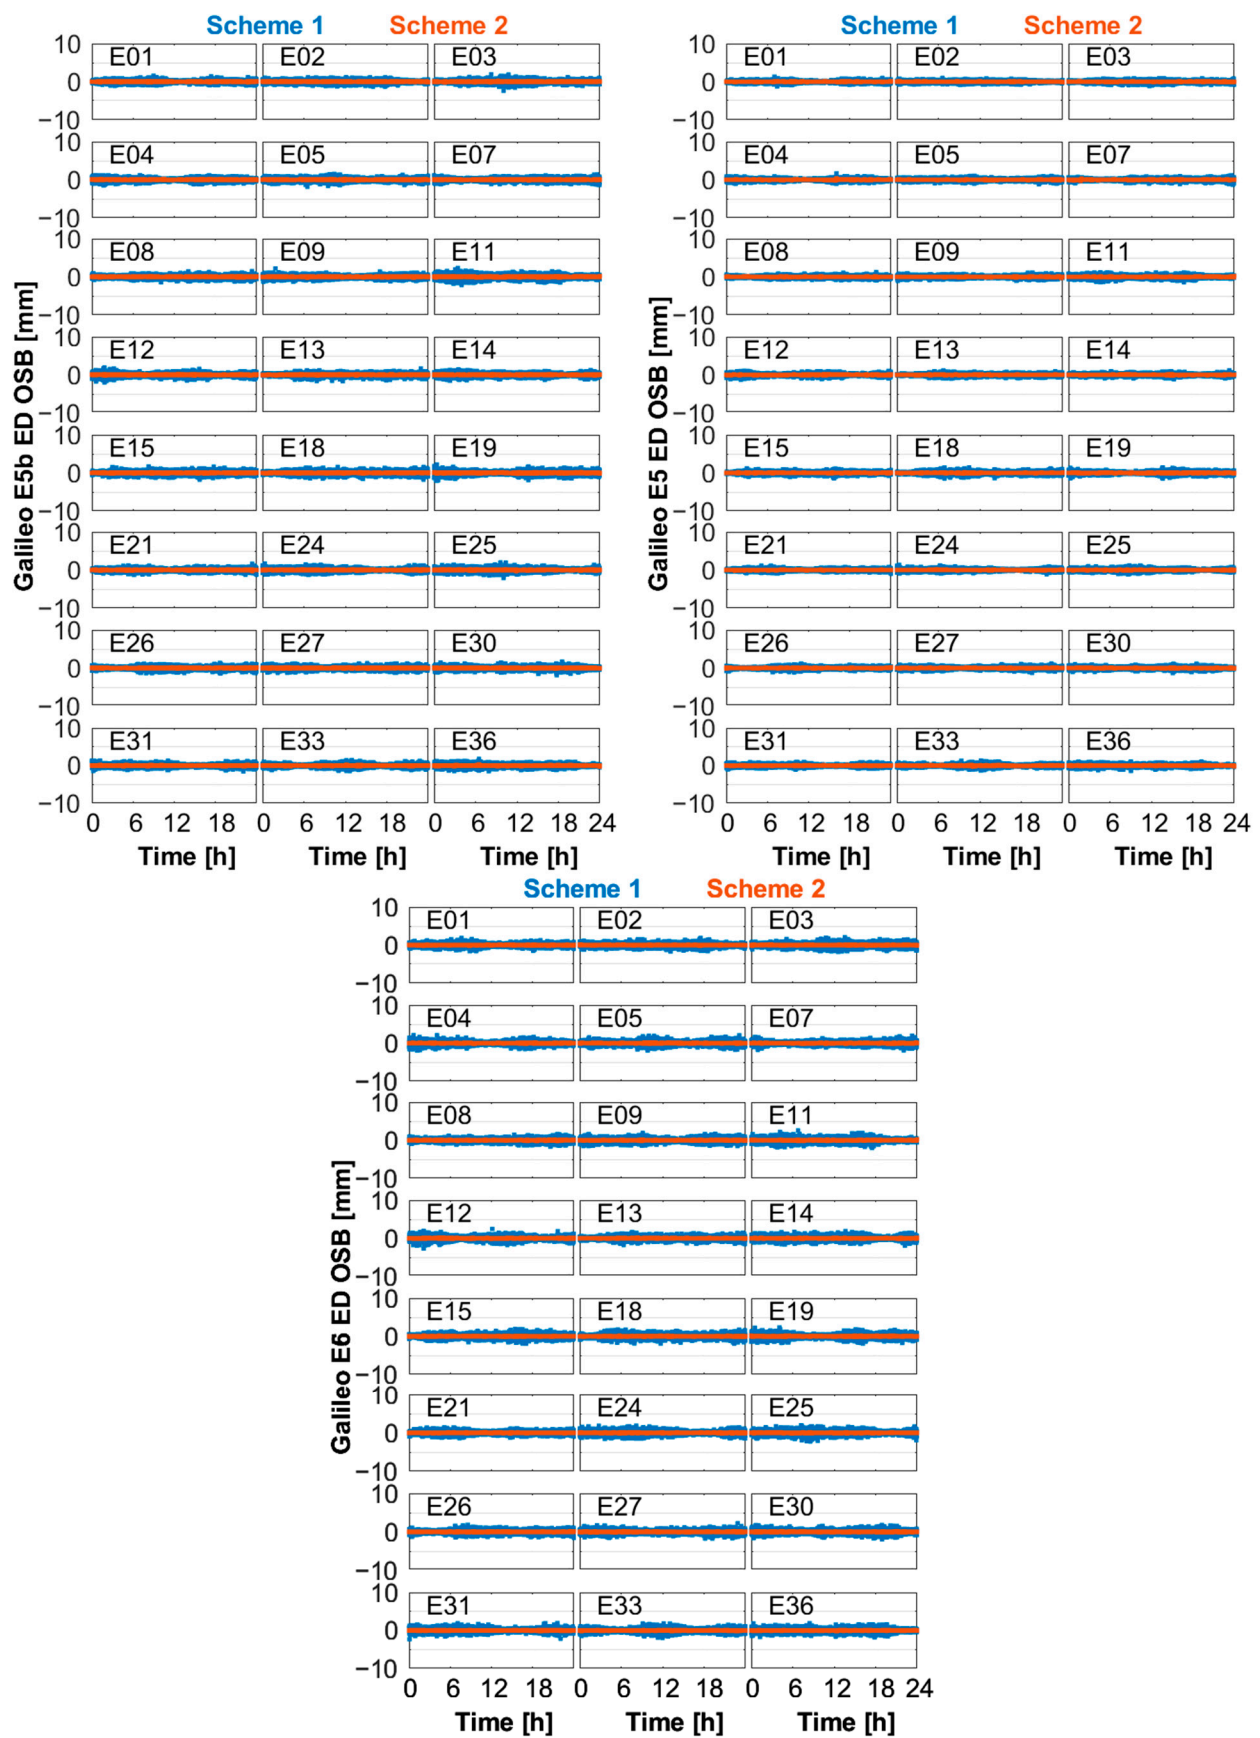 Scheme 1 Scheme 2
Galileo E5b ED OSB [mm]
10 E01 E02 E03
0
−10
10 E04 E05 E07
0
−10
10 E08 E09 E11
0
−10
10 E12 E13 E14
0
−10
10 E15 E18 E19
0
−10
10 E21 E24 E25
0
−10
10 E26 E27 E30
0
−10
10 E31 E33 E36
0
−10
0 6 12 18 0 6 12 18 0 6 12 18 24
Time [h] Time [h] Time [h]
Scheme 1 Scheme 2
Galileo E5 ED OSB [mm]
10 E01 E02 E03
0
−10
10 E04 E05 E07
0
−10
10 E08 E09 E11
0
−10
10 E12 E13 E14
0
−10
10 E15 E18 E19
0
−10
10 E21 E24 E25
0
−10
10 E26 E27 E30
0
−10
10 E31 E33 E36
0
−10
0 6 12 18 0 6 12 18 0 6 12 18 24
Time [h] Time [h] Time [h]
Scheme 1 Scheme 2
Galileo E6 ED OSB [mm]
10 E01 E02 E03
0
−10
10 E04 E05 E07
0
−10
10 E08 E09 E11
0
−10
10 E12 E13 E14
0
−10
10 E15 E18 E19
0
−10
10 E21 E24 E25
0
−10
10 E26 E27 E30
0
−10
10 E31 E33 E36
0
−10
0 6 12 18 0 6 12 18 0 6 12 18 24
Time [h] Time [h] Time [h]